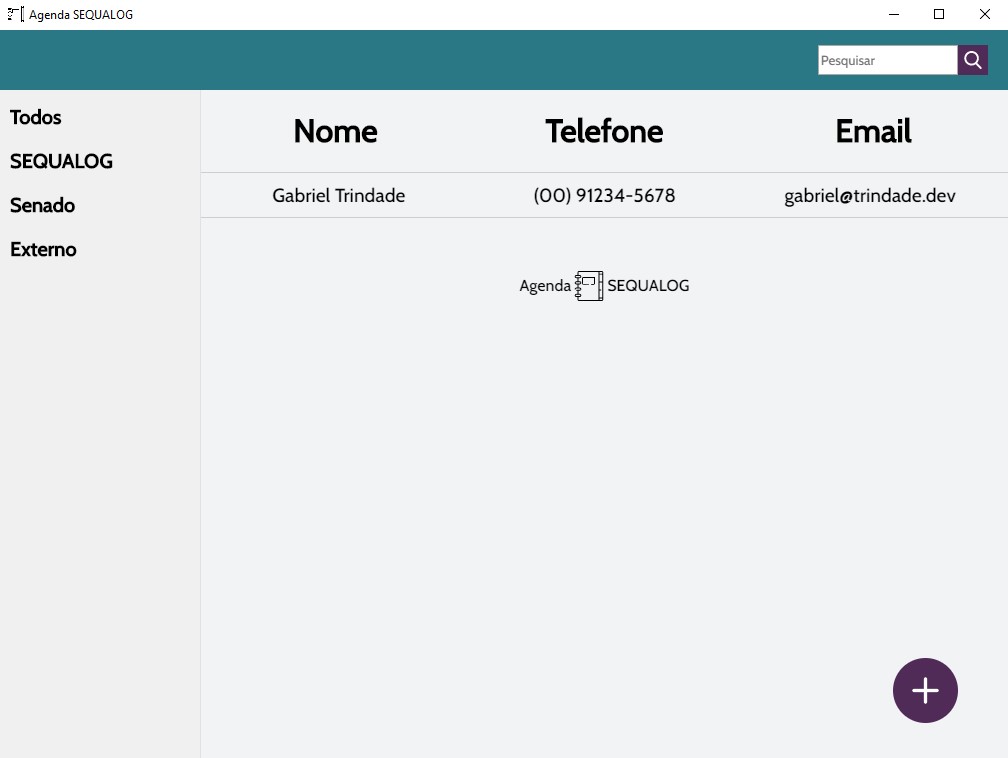 Agenda SEQUALOG
Pesquisar
Todos
SEQUALOG
Senado
Externo
Nome Telefone Email
Gabriel Trindade (00) 91234-5678 gabriel@trindade.dev
Agenda SEQUALOG